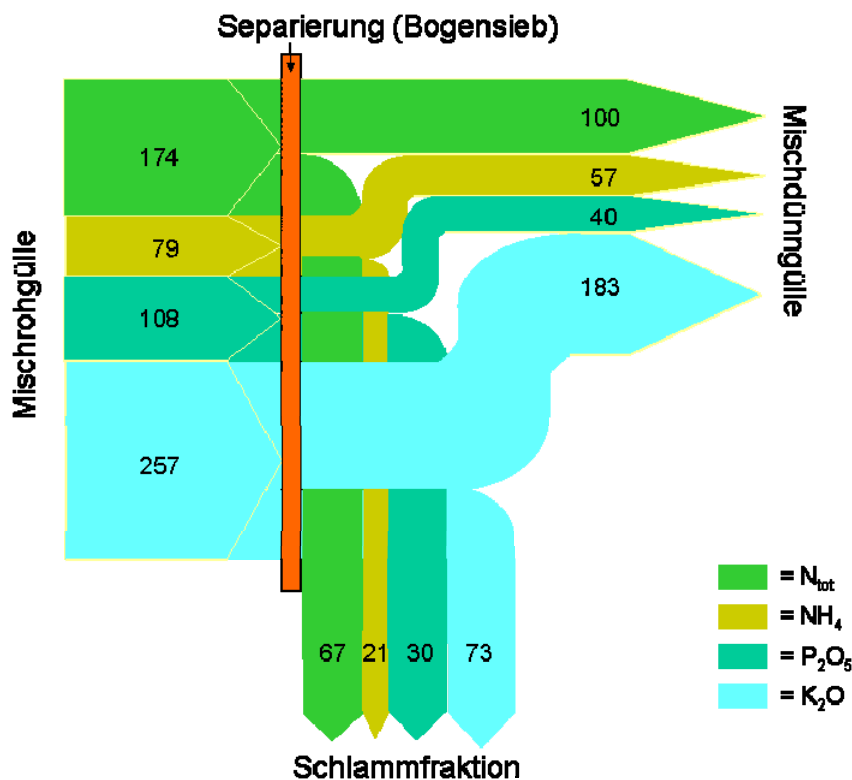 Separierung (Bogensieb)
Mischrohgülle
174
79
108
257
100
57
40
183
Mischdünngülle
67
21
30
73
Schlammfraktion
= Ntot
= NH4
= P2O5
= K2O